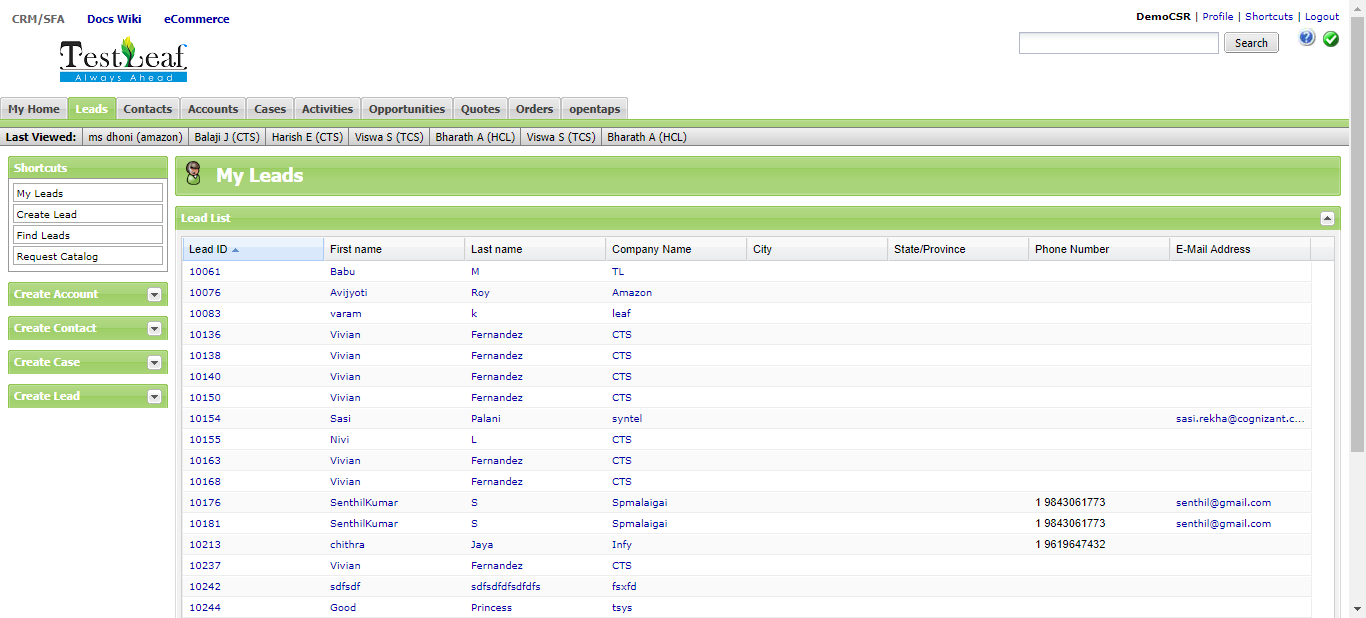 CRM/SFA Docs Wiki eCommerce
DemoCSR | Profile | Shortcuts | Logout
Search
TestLeaf
Always Ahead
My Home Leads Contacts Accounts Cases Activities Opportunities Quotes Orders opentaps
Last Viewed: ms dhoni (amazon) Balaji J (CTS) Harish E (CTS) Viswa S (TCS) Bharath A (HCL) Viswa S (TCS) Bharath A (HCL)
Shortcuts
My Leads
Create Lead
Find Leads
Request Catalog
Create Account
Create Contact
Create Case
Create Lead
My Leads
Lead List
Lead ID First name Last name Company Name City State/Province Phone Number E-Mail Address
10061 Babu M TL
10076 Avijyoti Roy Amazon
10083 varam k leaf
10136 Vivian Fernandez CTS
10138 Vivian Fernandez CTS
10140 Vivian Fernandez CTS
10150 Vivian Fernandez CTS
10154 Sasi Palani syntel sasi.rekha@cognizant.c...
10155 Nivi L CTS
10163 Vivian Fernandez CTS
10168 Vivian Fernandez CTS
10176 SenthilKumar S Spmalaigai 1 9843061773 senthil@gmail.com
10181 SenthilKumar S Spmalaigai 1 9843061773 senthil@gmail.com
10213 chithra Jaya Infy 1 9619647432
10237 Vivian Fernandez CTS
10242 sdfsdf sdfsdfdfsdfdfs fsxfd
10244 Good Princess tsys